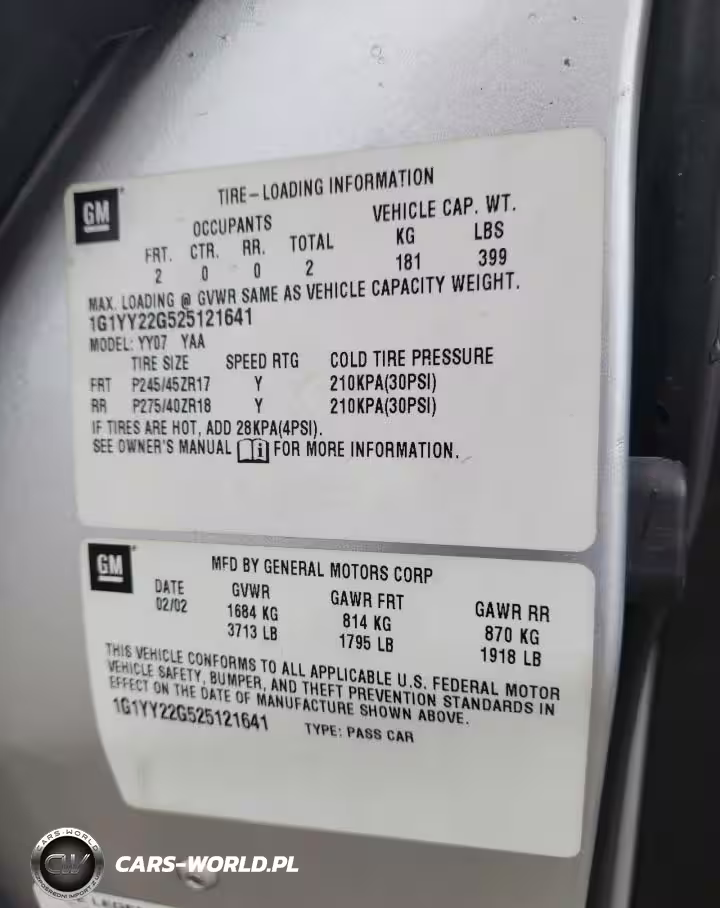 GM
TIRE-LOADING INFORMATION
OCCUPANTS VEHICLE CAP. WT.
FRT. CTR. RR. TOTAL KG LBS
2 0 0 2 181 399
MAX. LOADING @ GVWR SAME AS VEHICLE CAPACITY WEIGHT.
1G1YY22G525121641
MODEL: YY07 YAA
TIRE SIZE SPEED RTG COLD TIRE PRESSURE
FRT P245/45ZR17 Y 210KPA(30PSI)
RR P275/40ZR18 Y 210KPA(30PSI)
IF TIRES ARE HOT, ADD 28KPA(4PSI).
SEE OWNER'S MANUAL i FOR MORE INFORMATION.
GM
MFD BY GENERAL MOTORS CORP
DATE GVWR GAWR FRT GAWR RR
02/02 1684 KG 814 KG 870 KG
3713 LB 1795 LB 1918 LB
THIS VEHICLE CONFORMS TO ALL APPLICABLE U.S. FEDERAL MOTOR
VEHICLE SAFETY, BUMPER, AND THEFT PREVENTION STANDARDS IN
EFFECT ON THE DATE OF MANUFACTURE SHOWN ABOVE.
1G1YY22G525121641 TYPE: PASS CAR
CARS-WORLD
CW
CARS-WORLD.PL